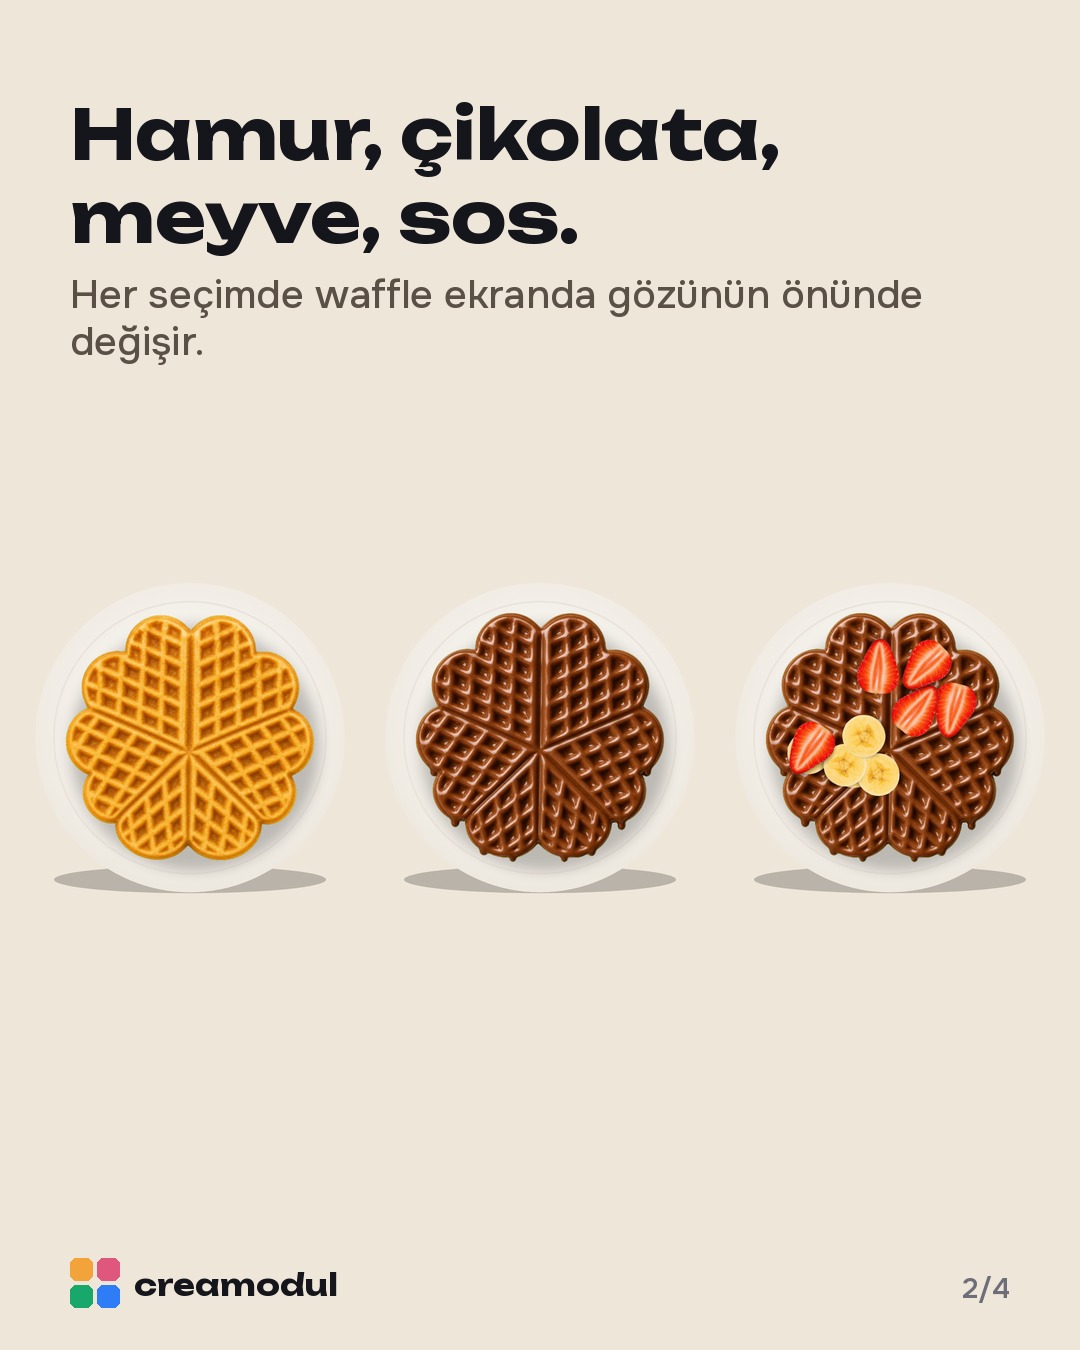 Hamur, çikolata,
meyve, sos.
Her seçimde waffle ekranda gözünün önünde
değişir.
creamodul
2/4